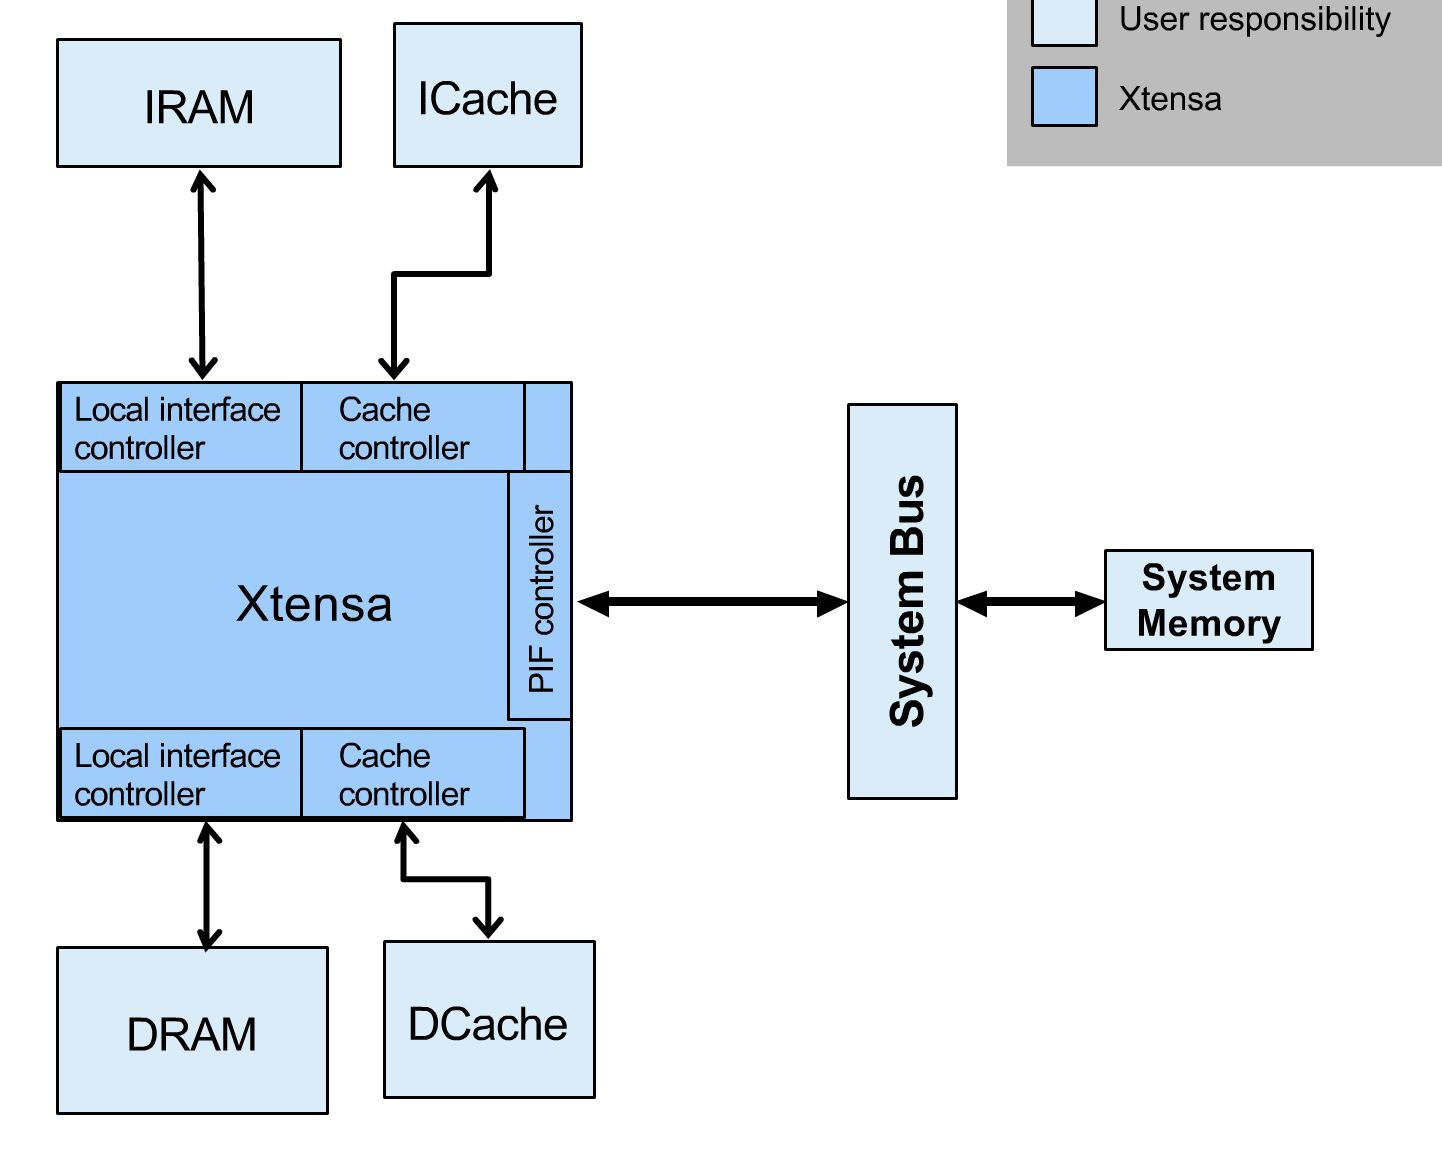 User responsibility
Xtensa
IRAM
ICache
Local interface
controller
Cache
controller
Xtensa
PIF controller
Local interface
controller
Cache
controller
System Bus
System
Memory
DRAM
DCache